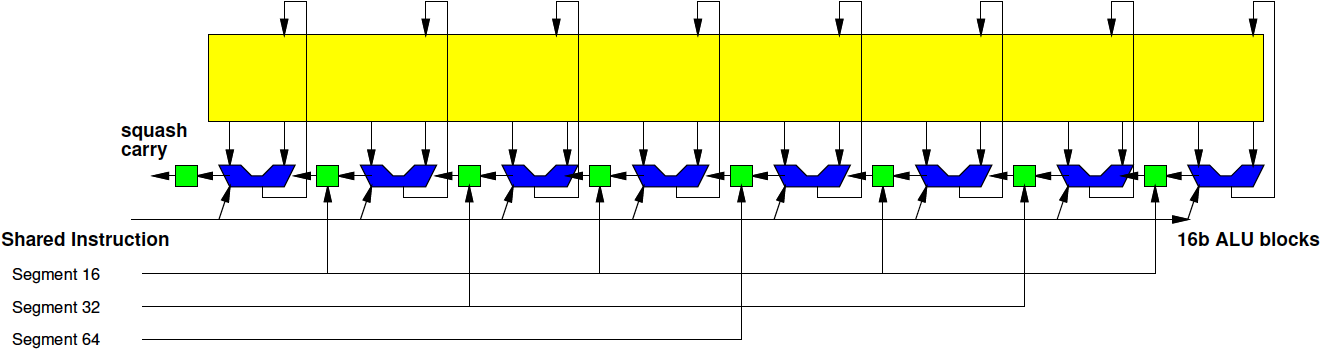 squash
carry
Shared Instruction
16b ALU blocks
Segment 16
Segment 32
Segment 64